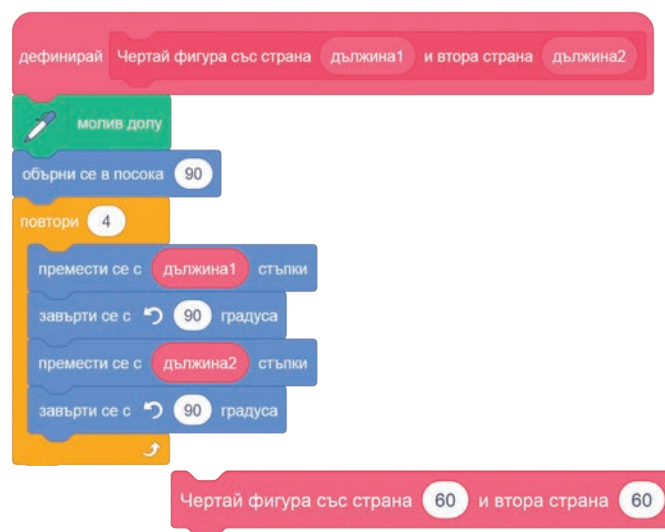 дефинирай Чертай фигура със страна дължина1 и втора страна дължина2
молив долу
обърни се в посока 90
повтори 4
премести се с дължина1 стъпки
завърти се с 90 градуса
премести се с дължина2 стъпки
завърти се с 90 градуса
Чертай фигура със страна 60 и втора страна 60